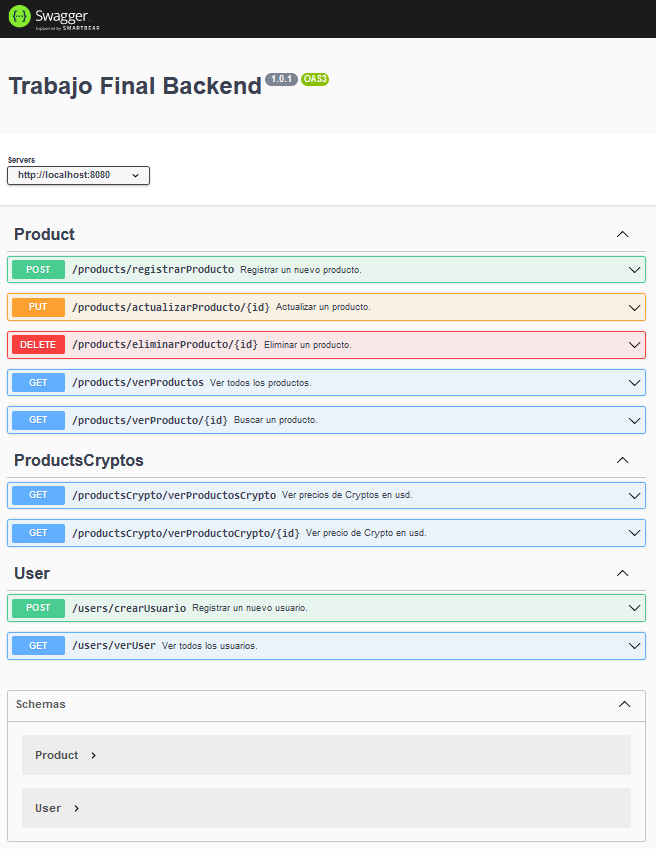 Swagger.
Supported by SMARTBEAR
Trabajo Final Backend 1.0.1 OAS3
Servers
http://localhost:8080
Product
POST /products/registrarProducto Registrar un nuevo producto.
PUT /products/actualizarProducto/{id} Actualizar un producto.
DELETE /products/eliminarProducto/{id} Eliminar un producto.
GET /products/verProductos Ver todos los productos.
GET /products/verProducto/{id} Buscar un producto.
ProductsCryptos
GET /productsCrypto/verProductosCrypto Ver precios de Cryptos en usd.
GET /productsCrypto/verProductoCrypto/{id} Ver precio de Crypto en usd.
User
POST /users/crearUsuario Registrar un nuevo usuario.
GET /users/verUser Ver todos los usuarios.
Schemas
Product
User